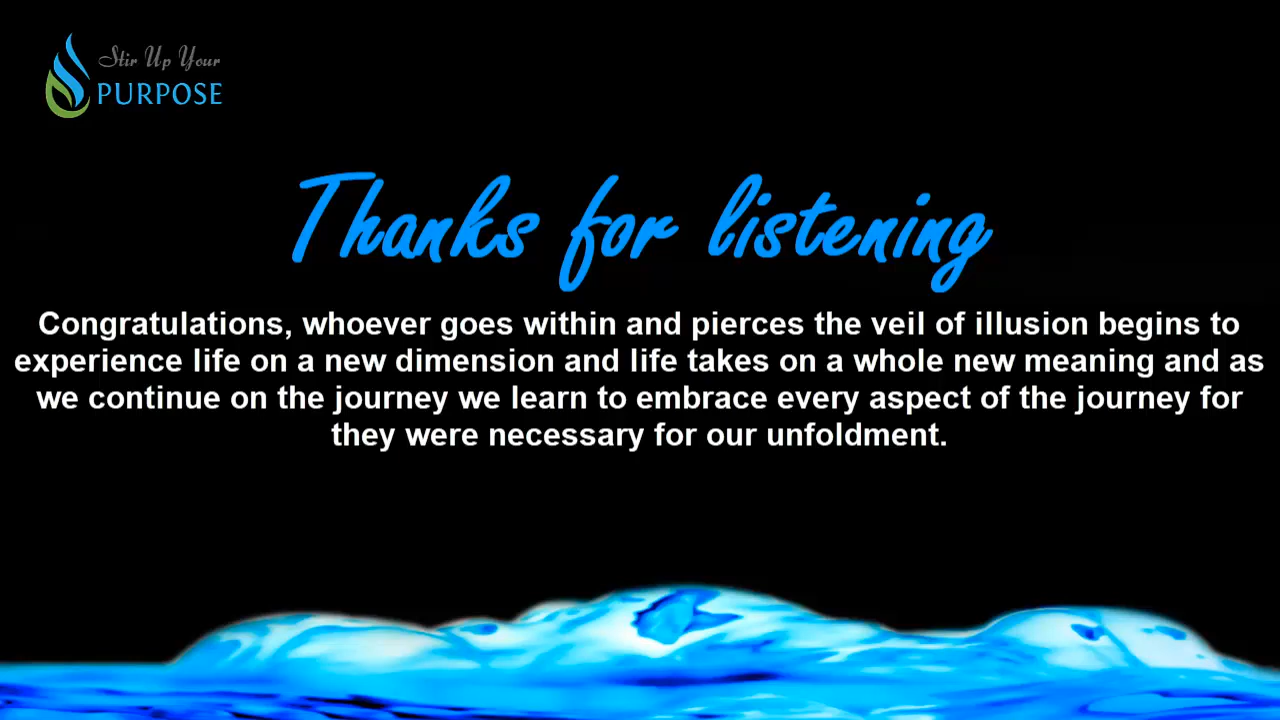 Stir Up Your
PURPOSE
Thanks for listening
Congratulations, whoever goes within and pierces the veil of illusion begins to
experience life on a new dimension and life takes on a whole new meaning and as
we continue on the journey we learn to embrace every aspect of the journey for
they were necessary for our unfoldment.